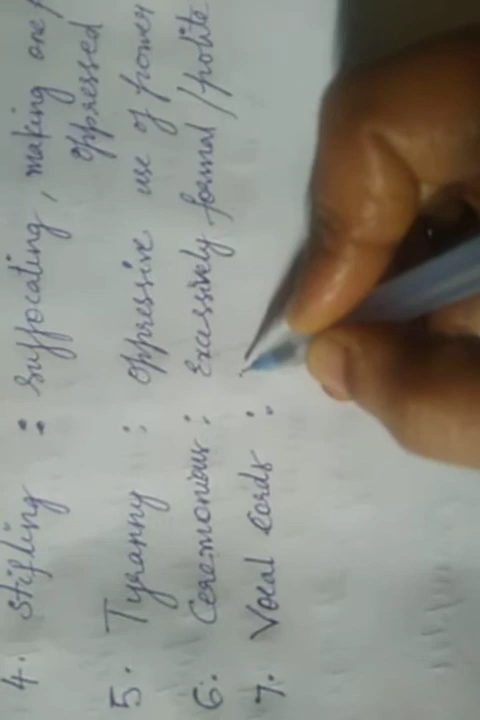 4. Stifling : Suffocating, making one
oppressed
5. Tyranny : oppressive use of power
6. Ceremonious : Excessively formal / polite
7. Vocal Cords :